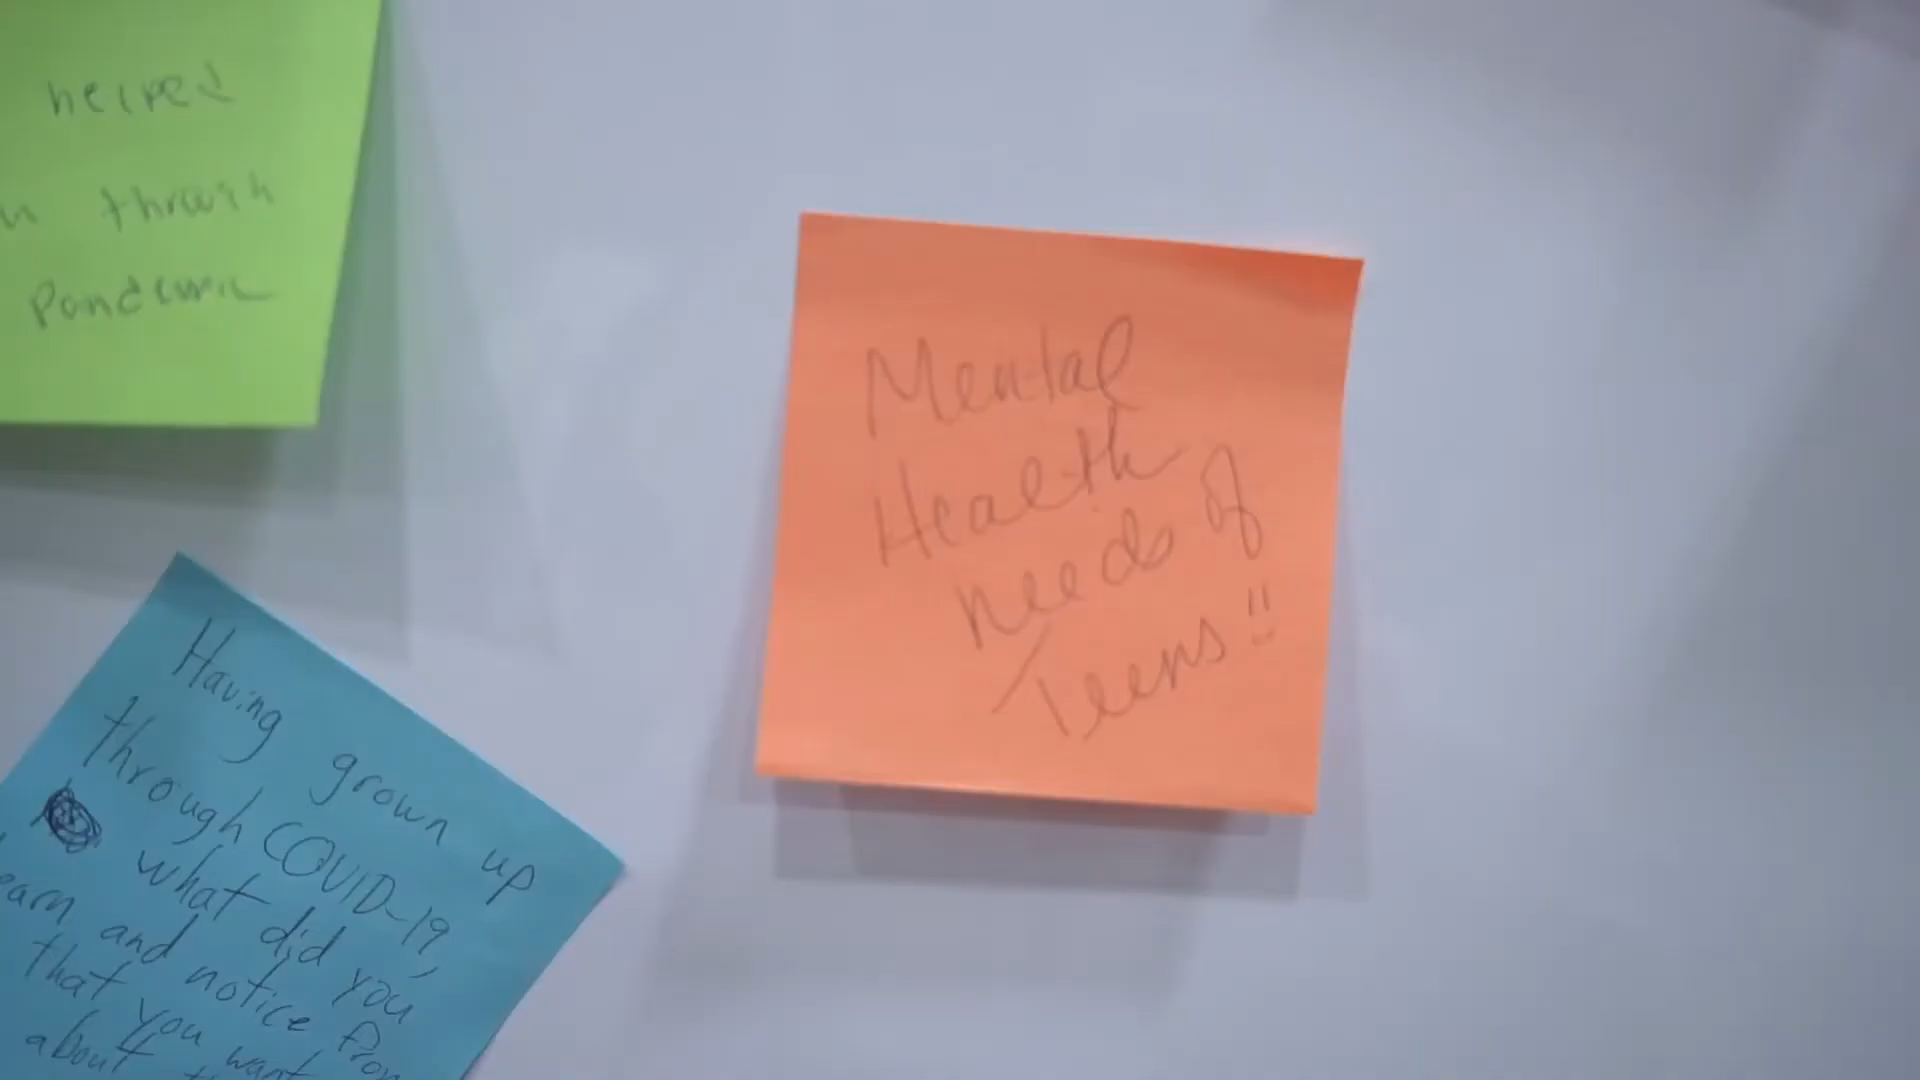 helped
through
Pandemic
Mental
Health
needs of
Teens!!
Having grown up
through COVID-19,
what did you
and notice from
that you want
about